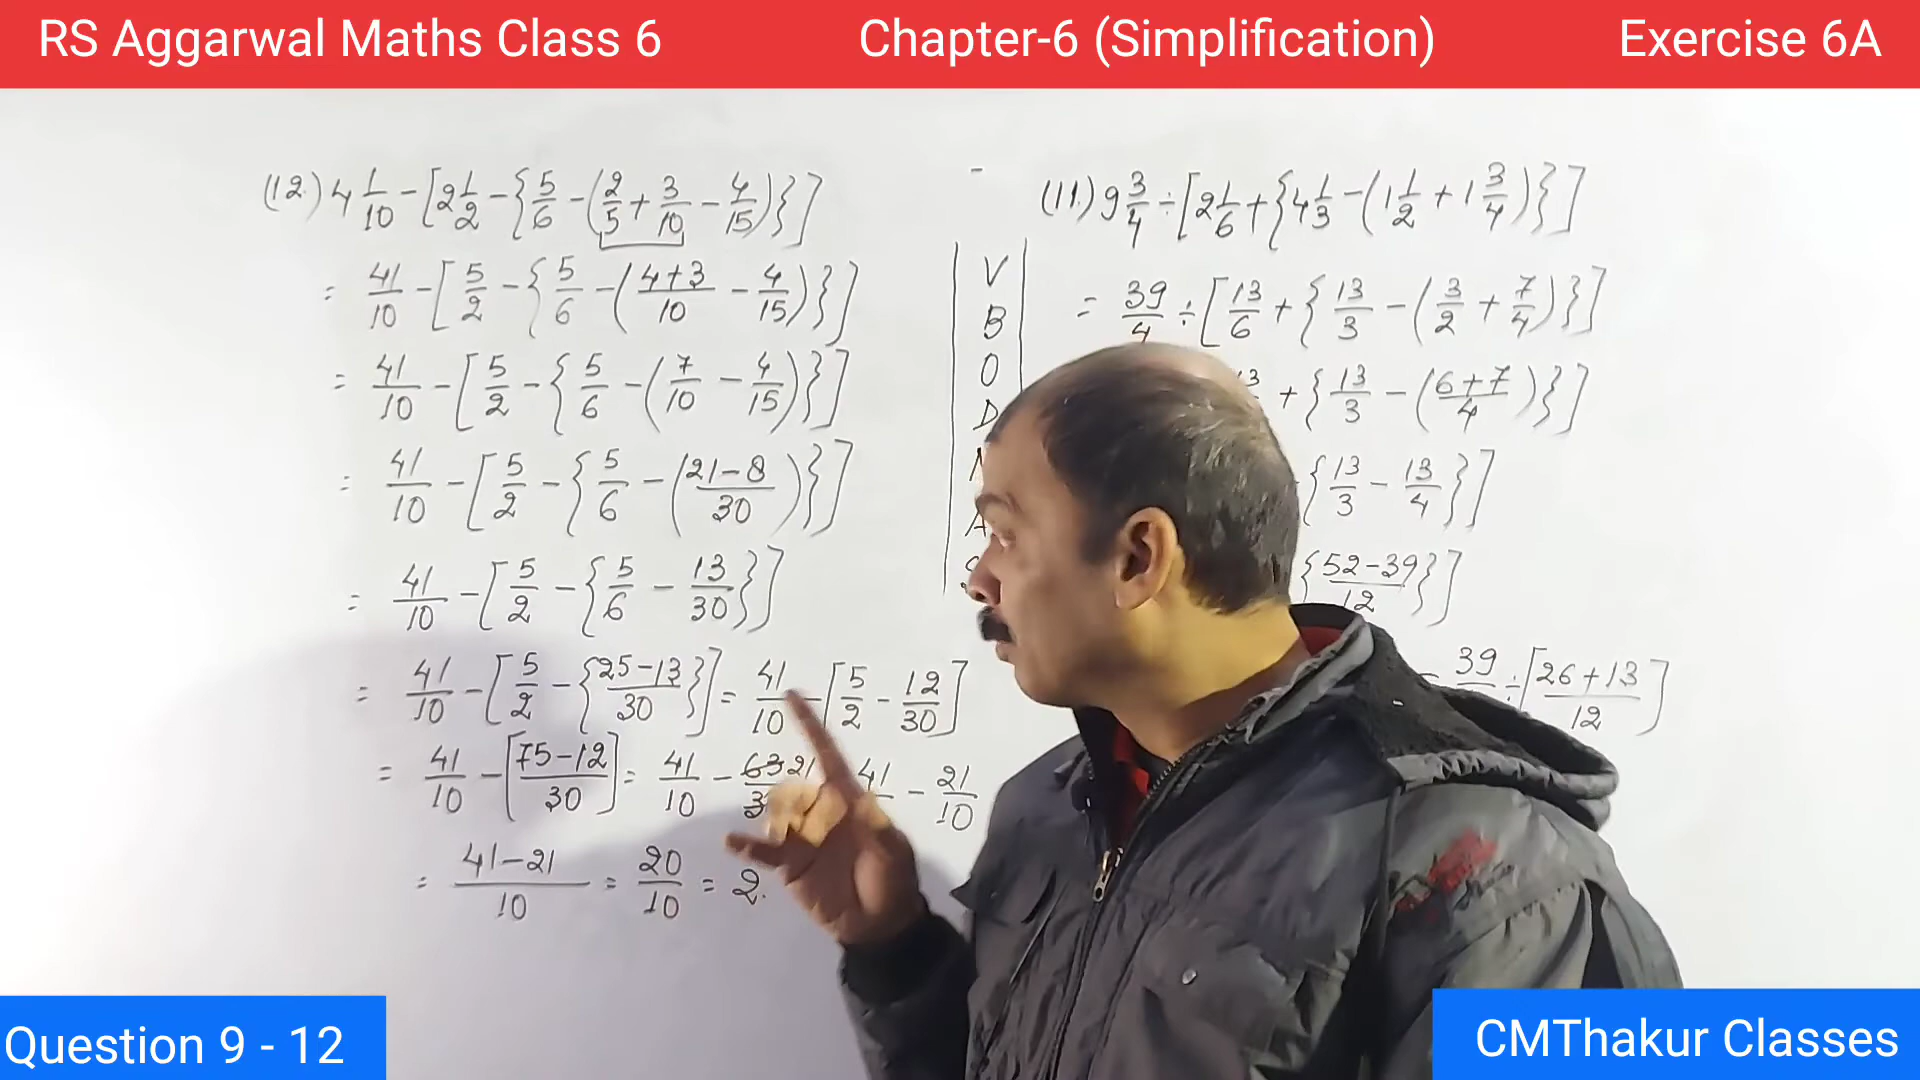 RS Aggarwal Maths Class 6
Chapter-6 (Simplification)
Exercise 6A
(12.) 4 1/10 - [2 1/2 - {5/6 - (2/5 + 3/10 - 4/15)}]
= 41/10 - [5/2 - {5/6 - (4+3/10 - 4/15)}]
= 41/10 - [5/2 - {5/6 - (7/10 - 4/15)}]
= 41/10 - [5/2 - {5/6 - (21-8/30)}]
= 41/10 - [5/2 - {5/6 - 13/30}]
= 41/10 - [5/2 - {25-13/30}] = 41/10 - [5/2 - 12/30]
= 41/10 - [75-12/30] = 41/10 - 63 21 41 - 21/10
= 41-21/10 = 20/10 = 2.
V
B
O
D
(11.) 9 3/4 ÷ [2 1/6 + {4 1/3 - (1 1/2 + 1 3/4)}]
= 39/4 ÷ [13/6 + {13/3 - (3/2 + 7/4)}]
+ {13/3 - (6+7/4)}]
{13/3 - 13/4}]
{52-39/12}]
= 39 ÷ [26+13/12]
Question 9 - 12
CMThakur Classes